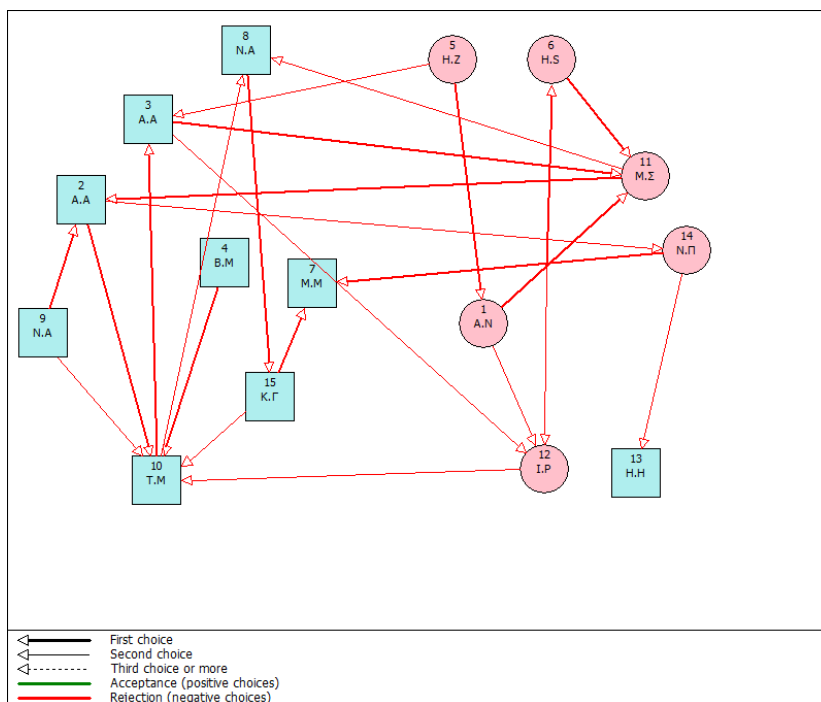 8
N.A
5
H.Z
6
H.S
3
A.A
11
Μ.Σ
2
A.A
14
Ν.Π
4
B.M
7
M.M
9
N.A
1
A.N
15
Κ.Γ
10
T.M
12
I.P
13
H.H
First choice
Second choice
Third choice or more
Acceptance (positive choices)
Rejection (negative choices)